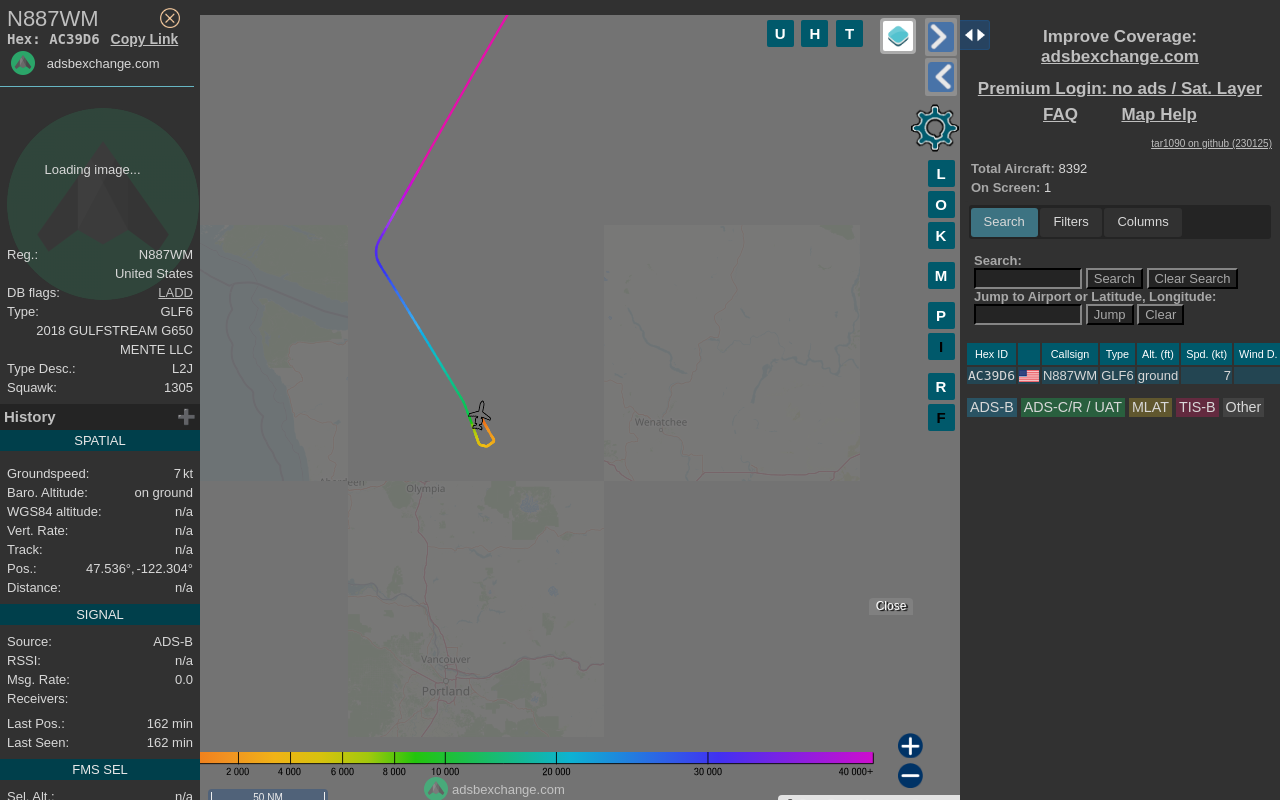 N887WM
Hex: AC39D6 Copy Link
adsbexchange.com
Loading image...
Reg.: N887WM
United States
DB flags: LADD
Type: GLF6
2018 GULFSTREAM G650
MENTE LLC
Type Desc.: L2J
Squawk: 1305
History
SPATIAL
Groundspeed: 7 kt
Baro. Altitude: on ground
WGS84 altitude: n/a
Vert. Rate: n/a
Track: n/a
Pos.: 47.536°, -122.304°
Distance: n/a
SIGNAL
Source: ADS-B
RSSI: n/a
Msg. Rate: 0.0
Receivers:
Last Pos.: 162 min
Last Seen: 162 min
FMS SEL
Sel. Alt.: n/a
U H T
L
O
K
M
P
I
R
F
Wenatchee
Aberdeen
Olympia
Vancouver
Portland
Close
2 000 4 000 6 000 8 000 10 000 20 000 30 000 40 000+
50 NM
adsbexchange.com
Improve Coverage:
adsbexchange.com
Premium Login: no ads / Sat. Layer
FAQ Map Help
tar1090 on github (230125)
Total Aircraft: 8392
On Screen: 1
Search Filters Columns
Search:
Search Clear Search
Jump to Airport or Latitude, Longitude:
Jump Clear
Hex ID Callsign Type Alt. (ft) Spd. (kt) Wind D.
AC39D6 N887WM GLF6 ground 7
ADS-B ADS-C/R / UAT MLAT TIS-B Other